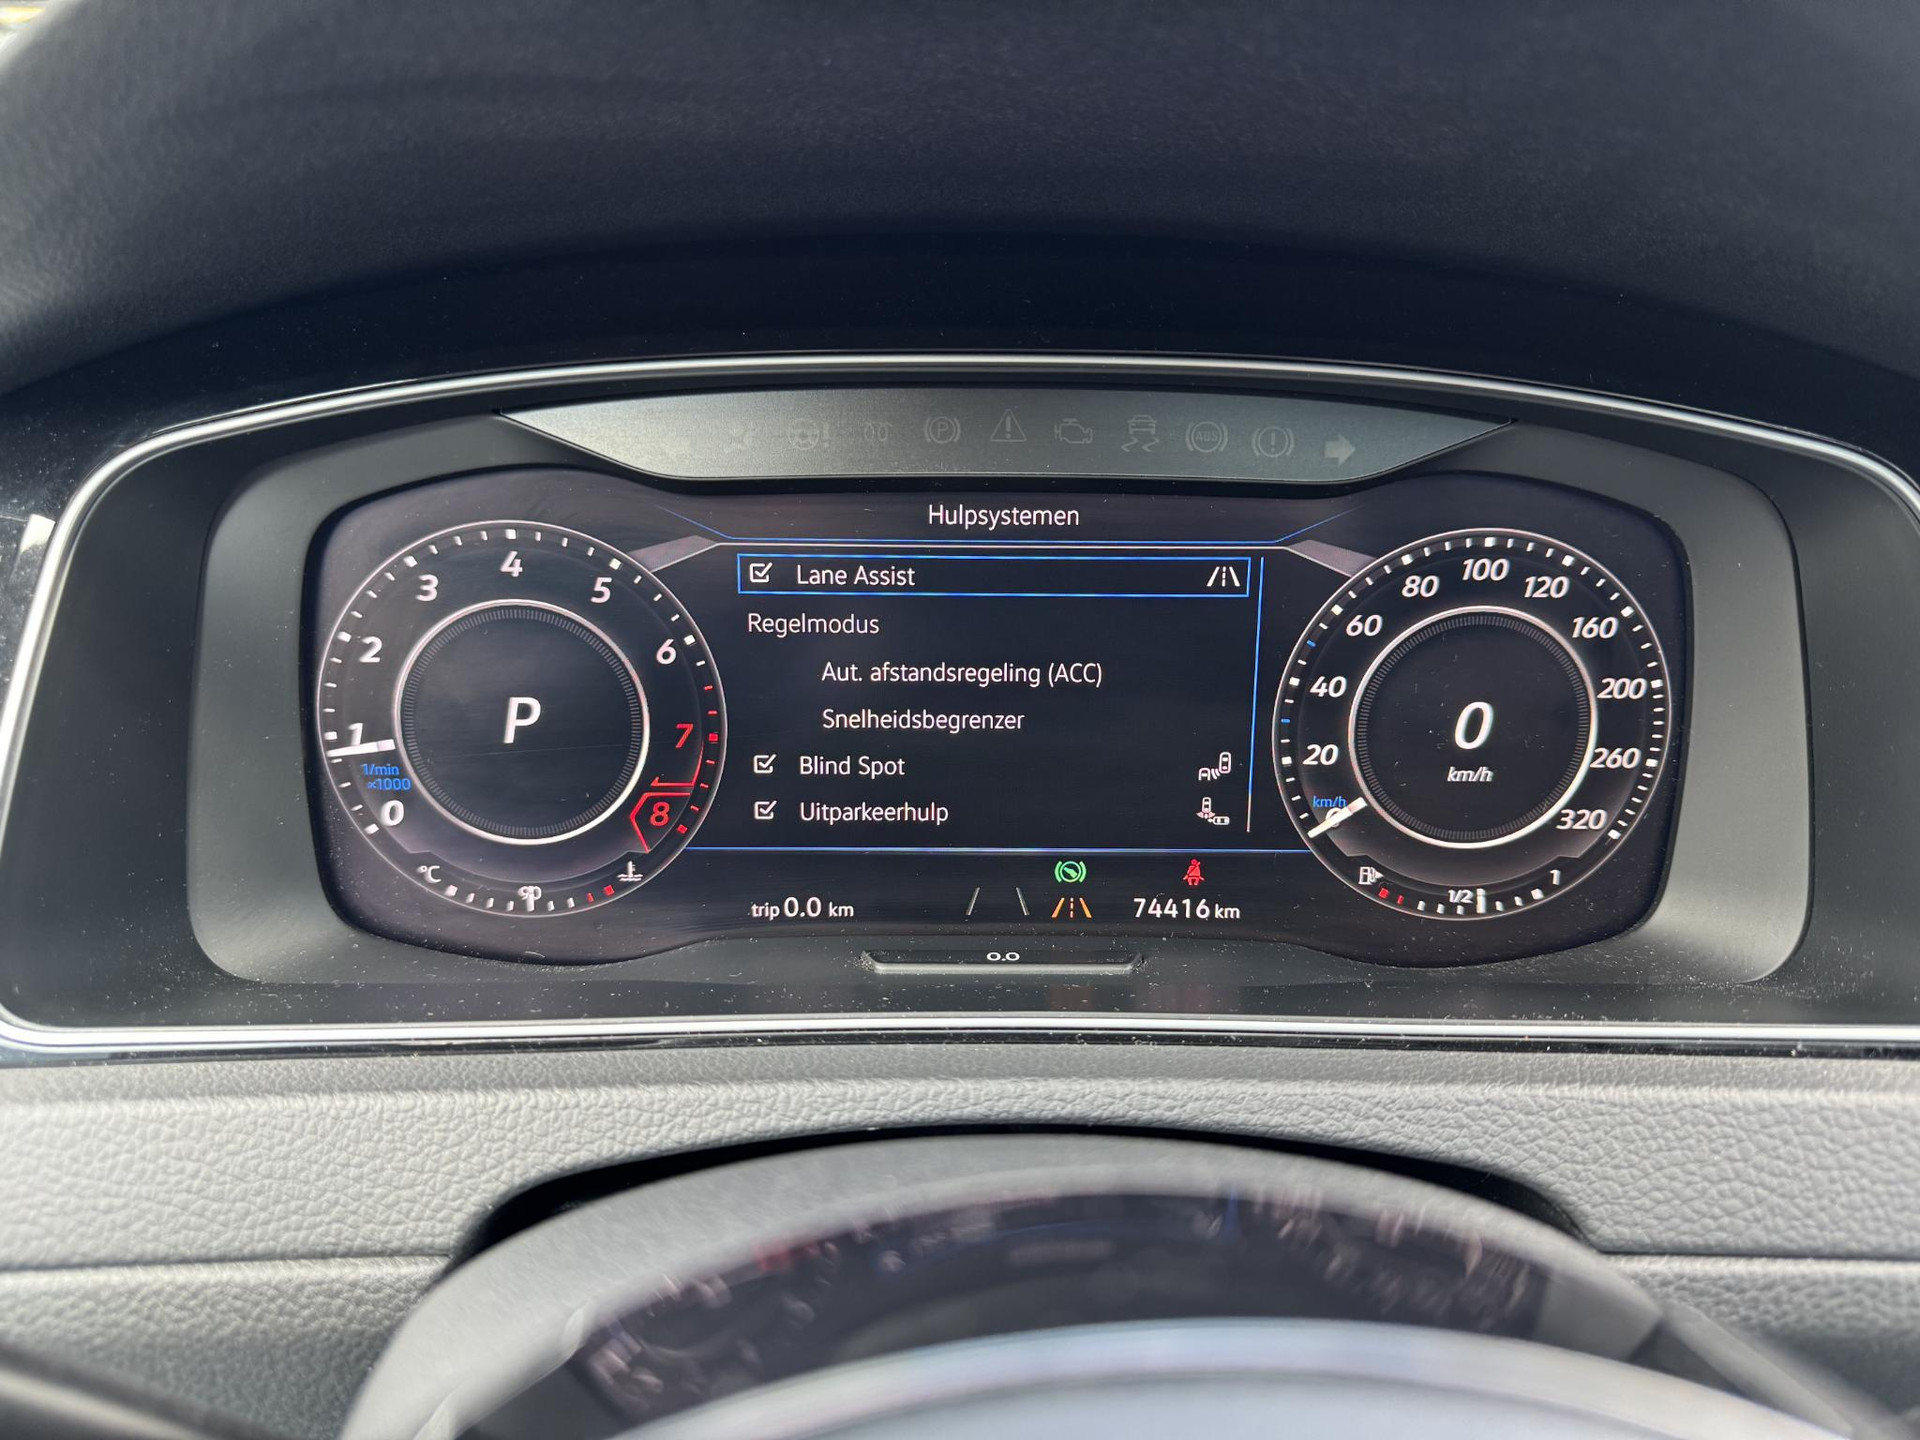 P ABS
Hulpsystemen
Lane Assist
Regelmodus
Aut. afstandsregeling (ACC)
Snelheidsbegrenzer
Blind Spot
Uitparkeerhulp
0 1 2 3 4 5 6 7 8
1/min
x1000
P
°C 90
0 20 40 60 80 100 120 160 200 260 320
km/h
0
km/h
1/2 1
trip 0.0 km
74416 km
0.0